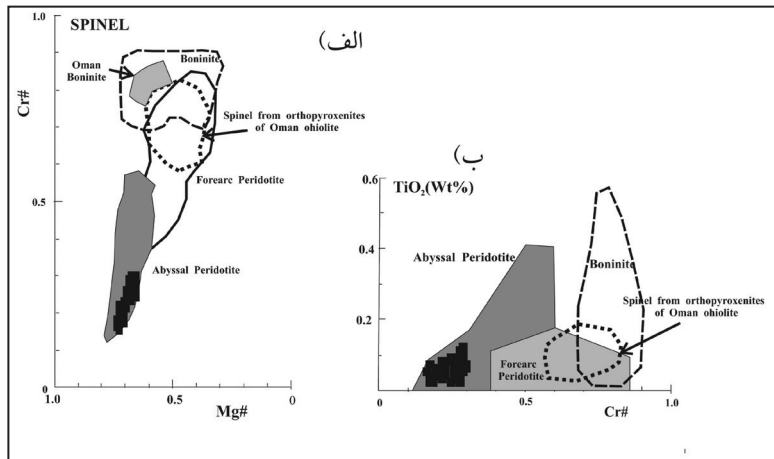 الف)
SPINEL
1.0
Cr#
0.5
0
Oman
Boninite
Boninite
Spinel from orthopyroxenites
of Oman ohiolite
Forearc Peridotite
Abyssal Peridotite
1.0
0.5
0
Mg#
ب)
0.6
TiO₂(Wt%)
0.4
0.2
0
Abyssal Peridotite
Boninite
Spinel from orthopyroxenites
of Oman ohiolite
Forearc
Peridotite
0.5
1.0
Cr#